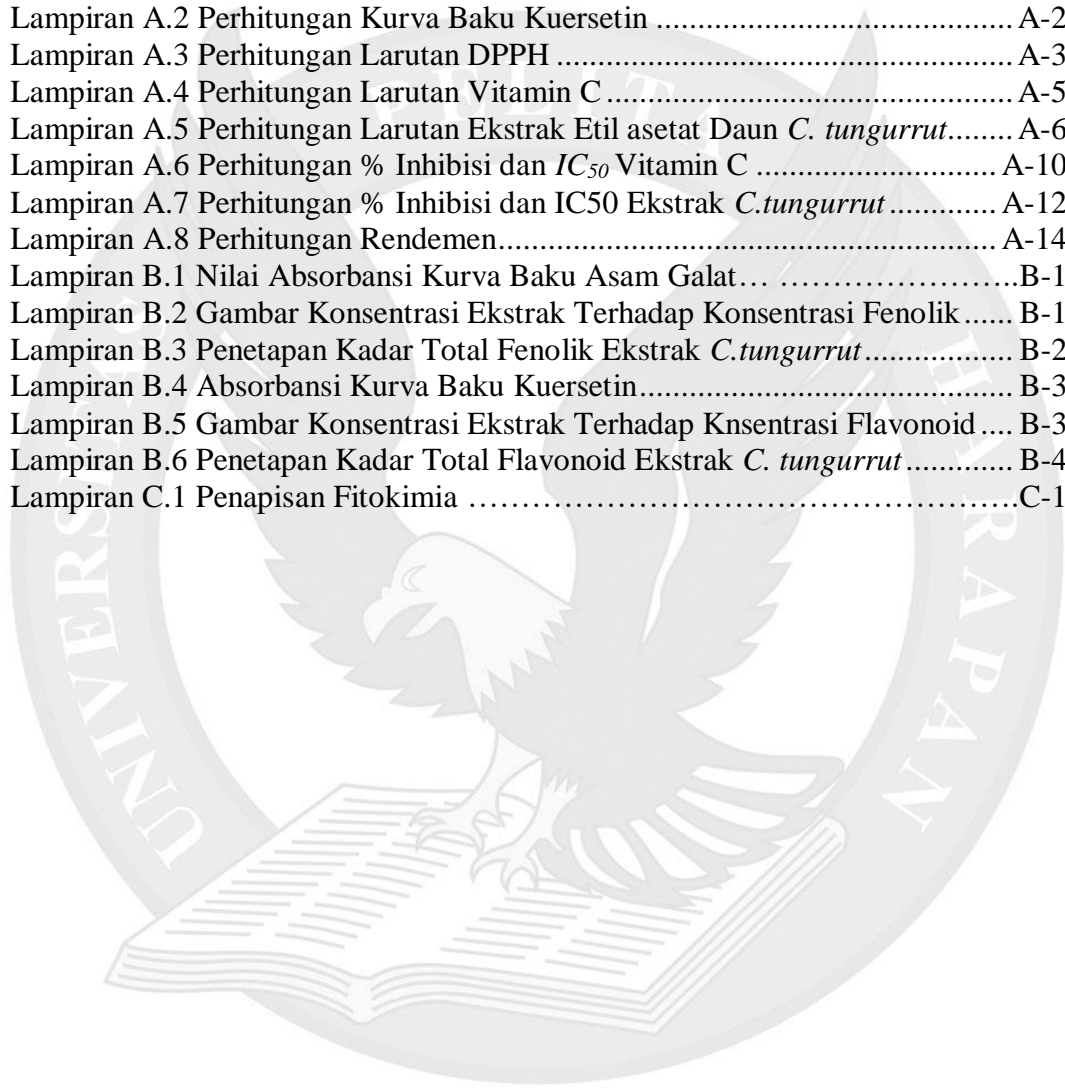 Lampiran A.2 Perhitungan Kurva Baku Kuersetin ........................................ A-2
Lampiran A.3 Perhitungan Larutan DPPH .................................................... A-3
Lampiran A.4 Perhitungan Larutan Vitamin C .............................................. A-5
Lampiran A.5 Perhitungan Larutan Ekstrak Etil asetat Daun C. tungurrut ........ A-6
Lampiran A.6 Perhitungan % Inhibisi dan IC50 Vitamin C ........................... A-10
Lampiran A.7 Perhitungan % Inhibisi dan IC50 Ekstrak C.tungurrut ............ A-12
Lampiran A.8 Perhitungan Rendemen ......................................................... A-14
Lampiran B.1 Nilai Absorbansi Kurva Baku Asam Galat… …………………..B-1
Lampiran B.2 Gambar Konsentrasi Ekstrak Terhadap Konsentrasi Fenolik ...... B-1
Lampiran B.3 Penetapan Kadar Total Fenolik Ekstrak C.tungurrut ................. B-2
Lampiran B.4 Absorbansi Kurva Baku Kuersetin .......................................... B-3
Lampiran B.5 Gambar Konsentrasi Ekstrak Terhadap Knsentrasi Flavonoid .... B-3
Lampiran B.6 Penetapan Kadar Total Flavonoid Ekstrak C. tungurrut ............. B-4
Lampiran C.1 Penapisan Fitokimia ……………………………………………….C-1
UNIVERSITAS PELITA HARAPAN